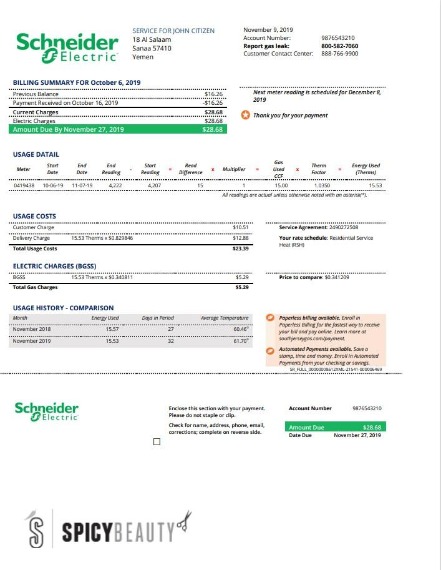 Schneider
Electric
SERVICE FOR JOHN CITIZEN
18 Al Salaam
Sanaa 57410
Yemen
November 9, 2019
Account Number: 9876543210
Report gas leak: 800-582-7060
Customer Contact Center: 888-766-9900
BILLING SUMMARY FOR October 6, 2019
Previous Balance $16.26
Payment Received on October 16, 2019 -$16.26
Current Charges $28.68
Electric Charges $28.68
Amount Due By November 27, 2019 $28.68
Next meter reading is scheduled for December 9, 2019
Thank you for your payment
USAGE DATAIL
Meter Start Date End Date End Reading - Start Reading = Read Difference x Multiplier = Gas Used CCF x Therm Factor = Energy Used (Therms)
0419438 10-06-19 11-07-19 4,222 4,207 15 1 15.00 1.0350 15.53
All readings are actual unless otherwise noted with an asterisk(*).
USAGE COSTS
Customer Charge $10.51
Delivery Charge 15.53 Therms x $0.829846 $12.88
Total Usage Costs $23.39
Service Agreement: 2490272508
Your rate schedule: Residential Service Heat (RSH)
ELECTRIC CHARGES (BGSS)
BGSS 15.53 Therms x $0.340811 $5.29
Total Gas Charges $5.29
Price to compare: $0.341209
USAGE HISTORY - COMPARISON
Month Energy Used Days in Period Average Temperature
November 2018 15.57 27 60.46°
November 2019 15.53 32 61.70°
Paperless billing available. Enroll in
Paperless billing for the fastest way to receive
your bill and pay online. Learn more at
southjerseygas.com/payment.
Automated Payments available. Save a
stamp, time and money. Enroll in Automated
Payments from your checking or savings.
Schneider
Electric
Enclose this section with your payment.
Please do not staple or clip.
Check for name, address, phone, email,
corrections; complete on reverse side.
Account Number 9876543210
Amount Due $28.68
Date Due November 27, 2019
SPICYBEAUTY